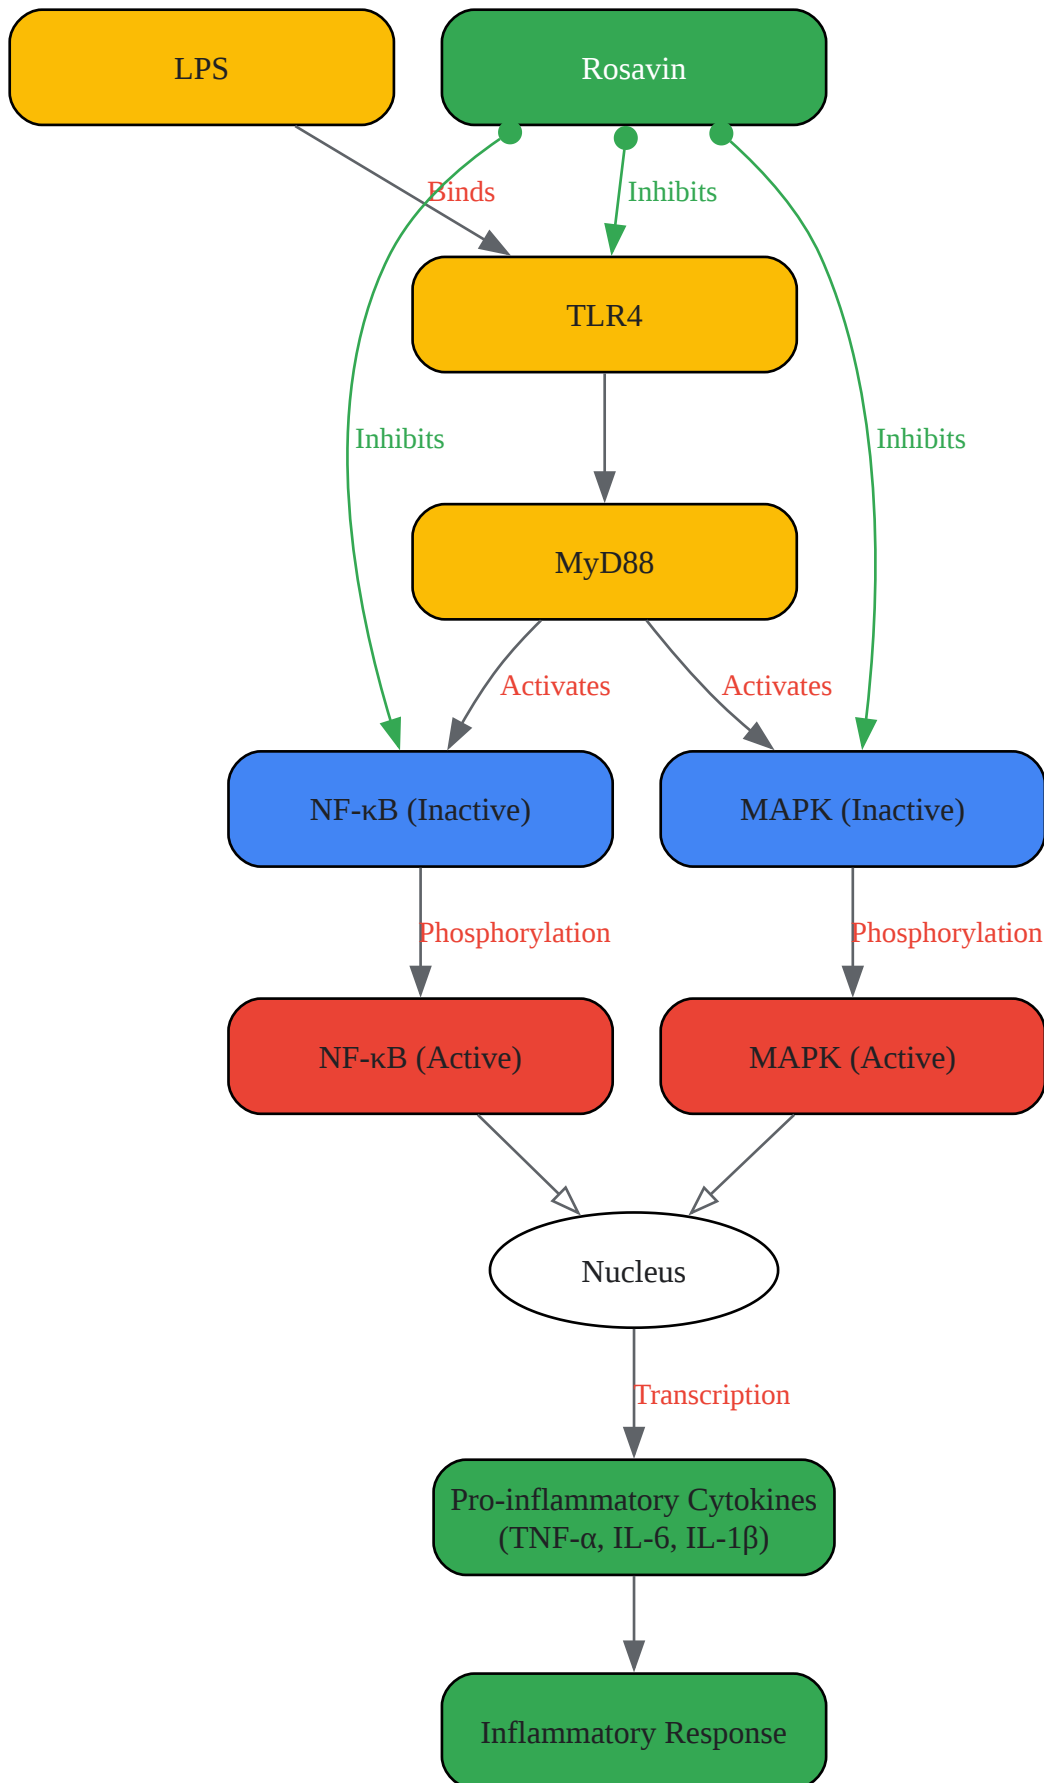 LPS
Rosavin
Binds
Inhibits
TLR4
Inhibits
Inhibits
MyD88
Activates
Activates
NF-κB (Inactive)
MAPK (Inactive)
Phosphorylation
Phosphorylation
NF-κB (Active)
MAPK (Active)
Nucleus
Transcription
Pro-inflammatory Cytokines
(TNF-α, IL-6, IL-1β)
Inflammatory Response